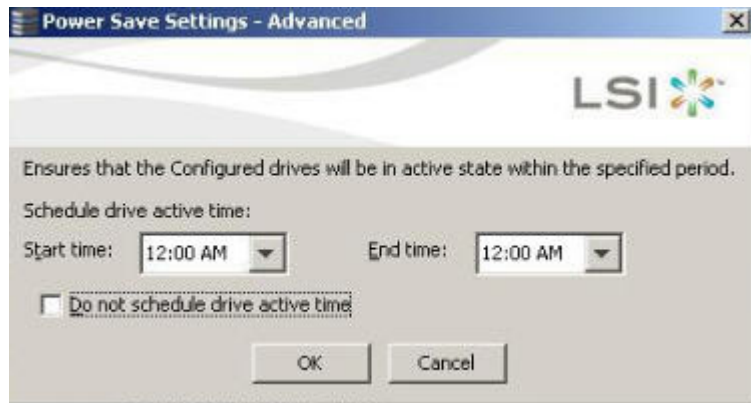 Power Save Settings - Advanced
LSI
Ensures that the Configured drives will be in active state within the specified period.
Schedule drive active time:
Start time: 12:00 AM End time: 12:00 AM
Do not schedule drive active time
OK Cancel